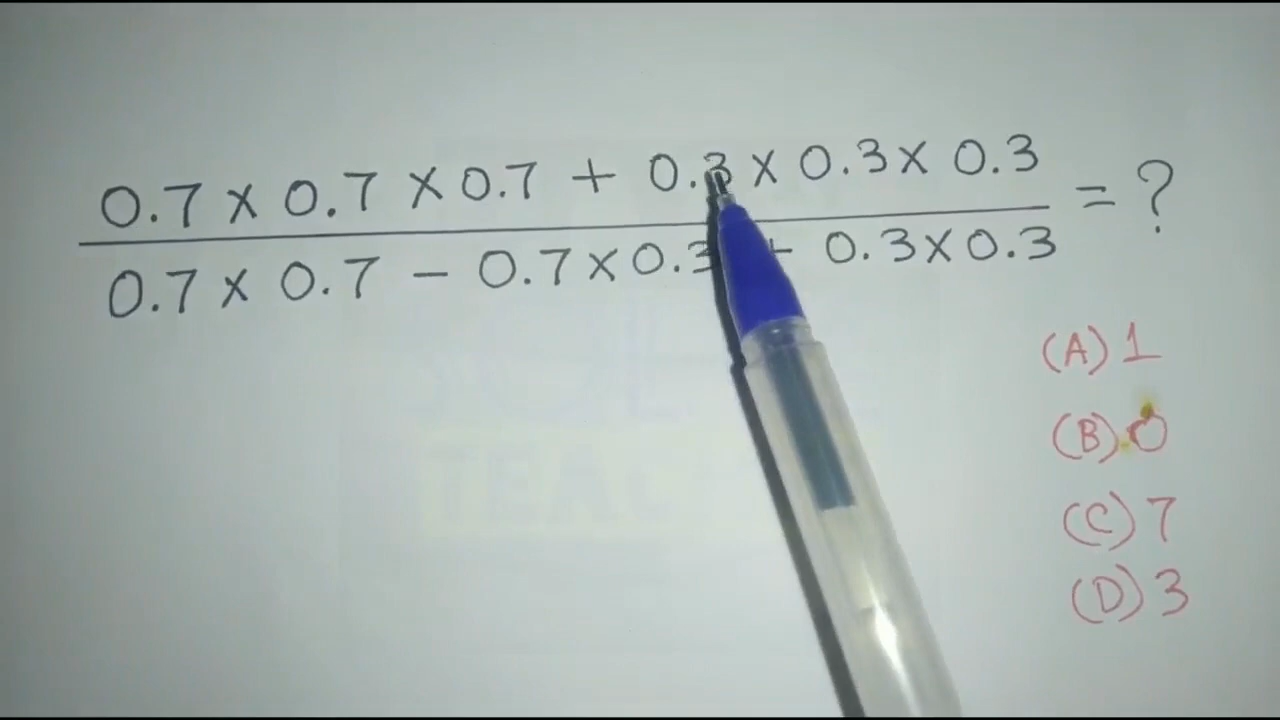 0.7 × 0.7 × 0.7 + 0.3 × 0.3 × 0.3
0.7 × 0.7 − 0.7 × 0.3 + 0.3 × 0.3
= ?
(A) 1
(B) 0
(C) 7
(D) 3